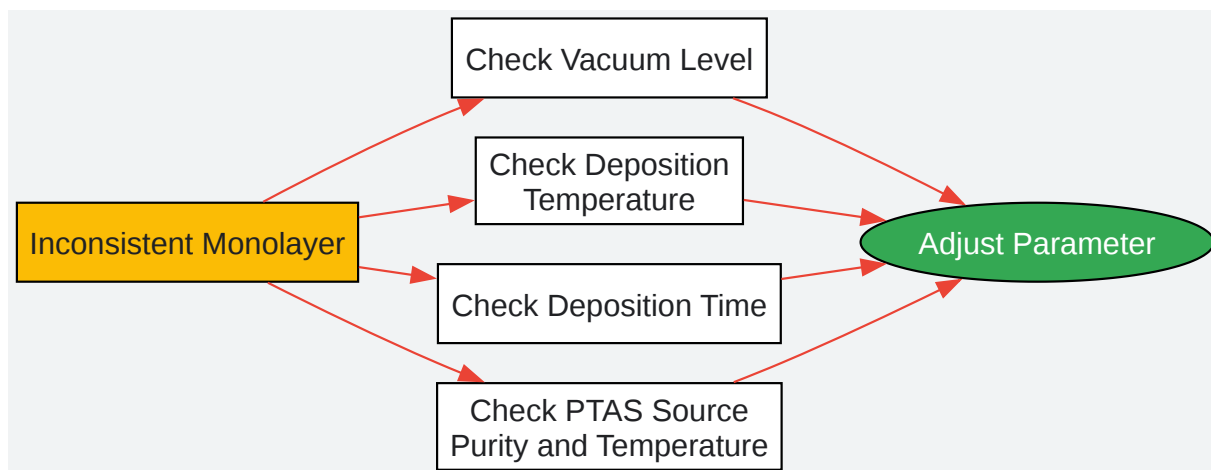 Check Vacuum Level
Check Deposition
Temperature
Inconsistent Monolayer
Adjust Parameter
Check Deposition Time
Check PTAS Source
Purity and Temperature